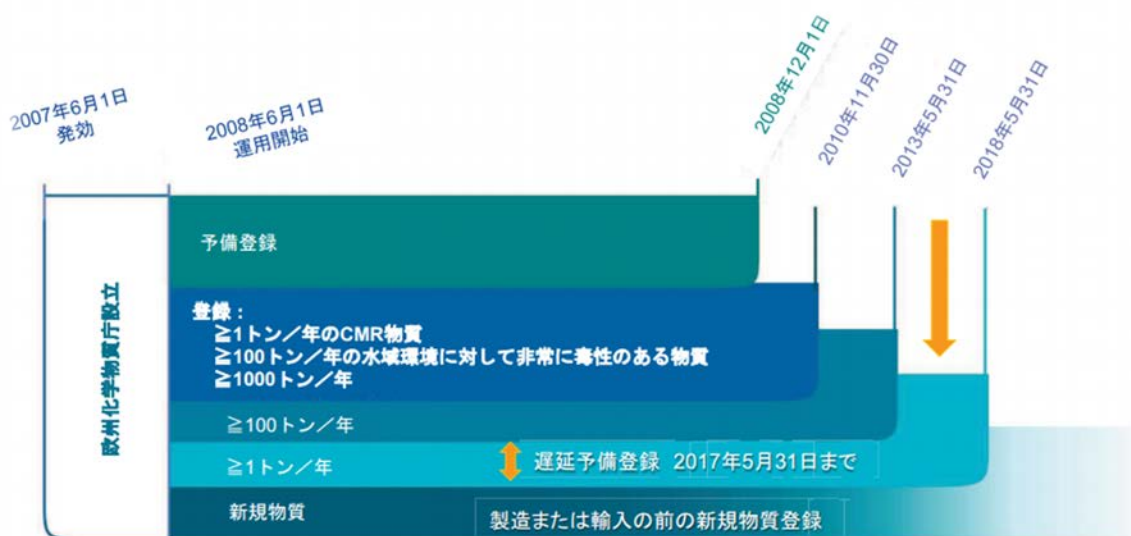 2007年6月1日
発効
2008年6月1日
運用開始
2008年12月1日
2010年11月30日
2013年5月31日
2018年5月31日
欧州化学物質庁設立
予備登録
登録：
≧1トン／年のCMR物質
≧100トン／年の水域環境に対して非常に毒性のある物質
≧1000トン／年
≧100トン／年
≧1トン／年
遅延予備登録 2017年5月31日まで
新規物質
製造または輸入の前の新規物質登録